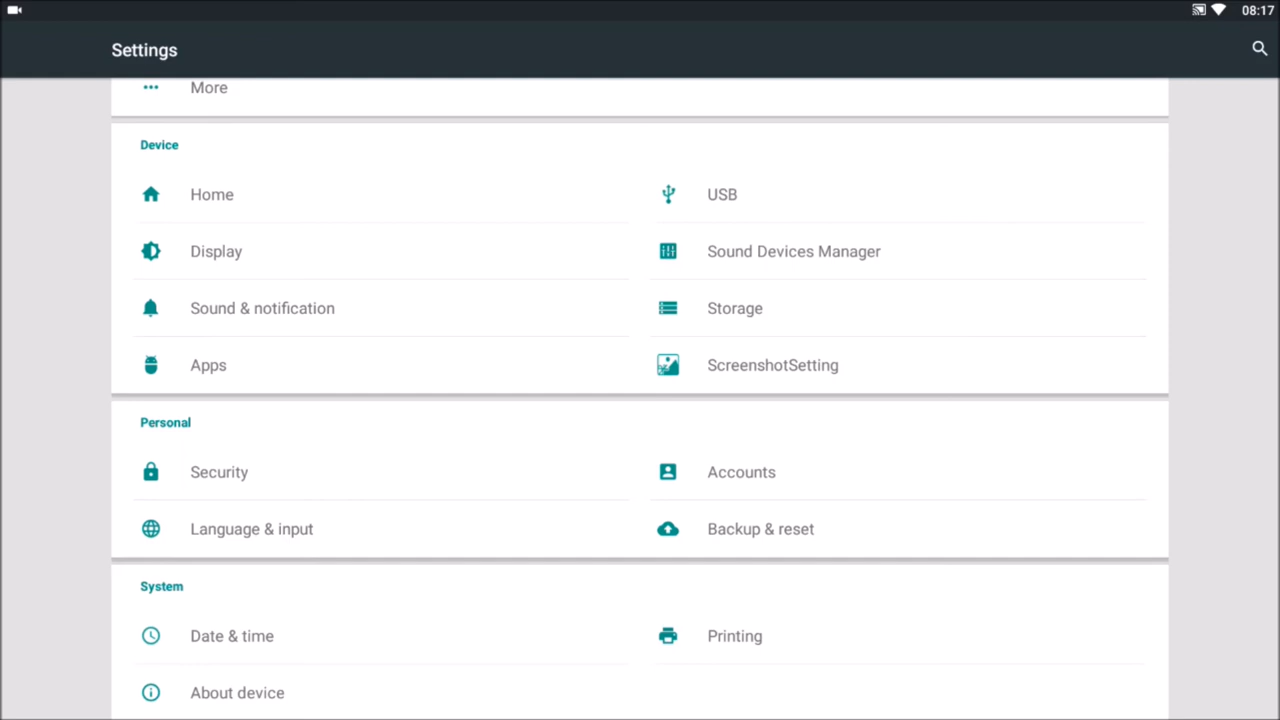 08:17
Settings
More
Device
Home
USB
Display
Sound Devices Manager
Sound & notification
Storage
Apps
ScreenshotSetting
Personal
Security
Accounts
Language & input
Backup & reset
System
Date & time
Printing
About device